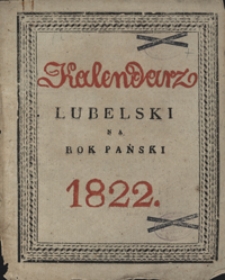 Kalendarz
LUBELSKI
NA
ROK PAŃSKI
1822.